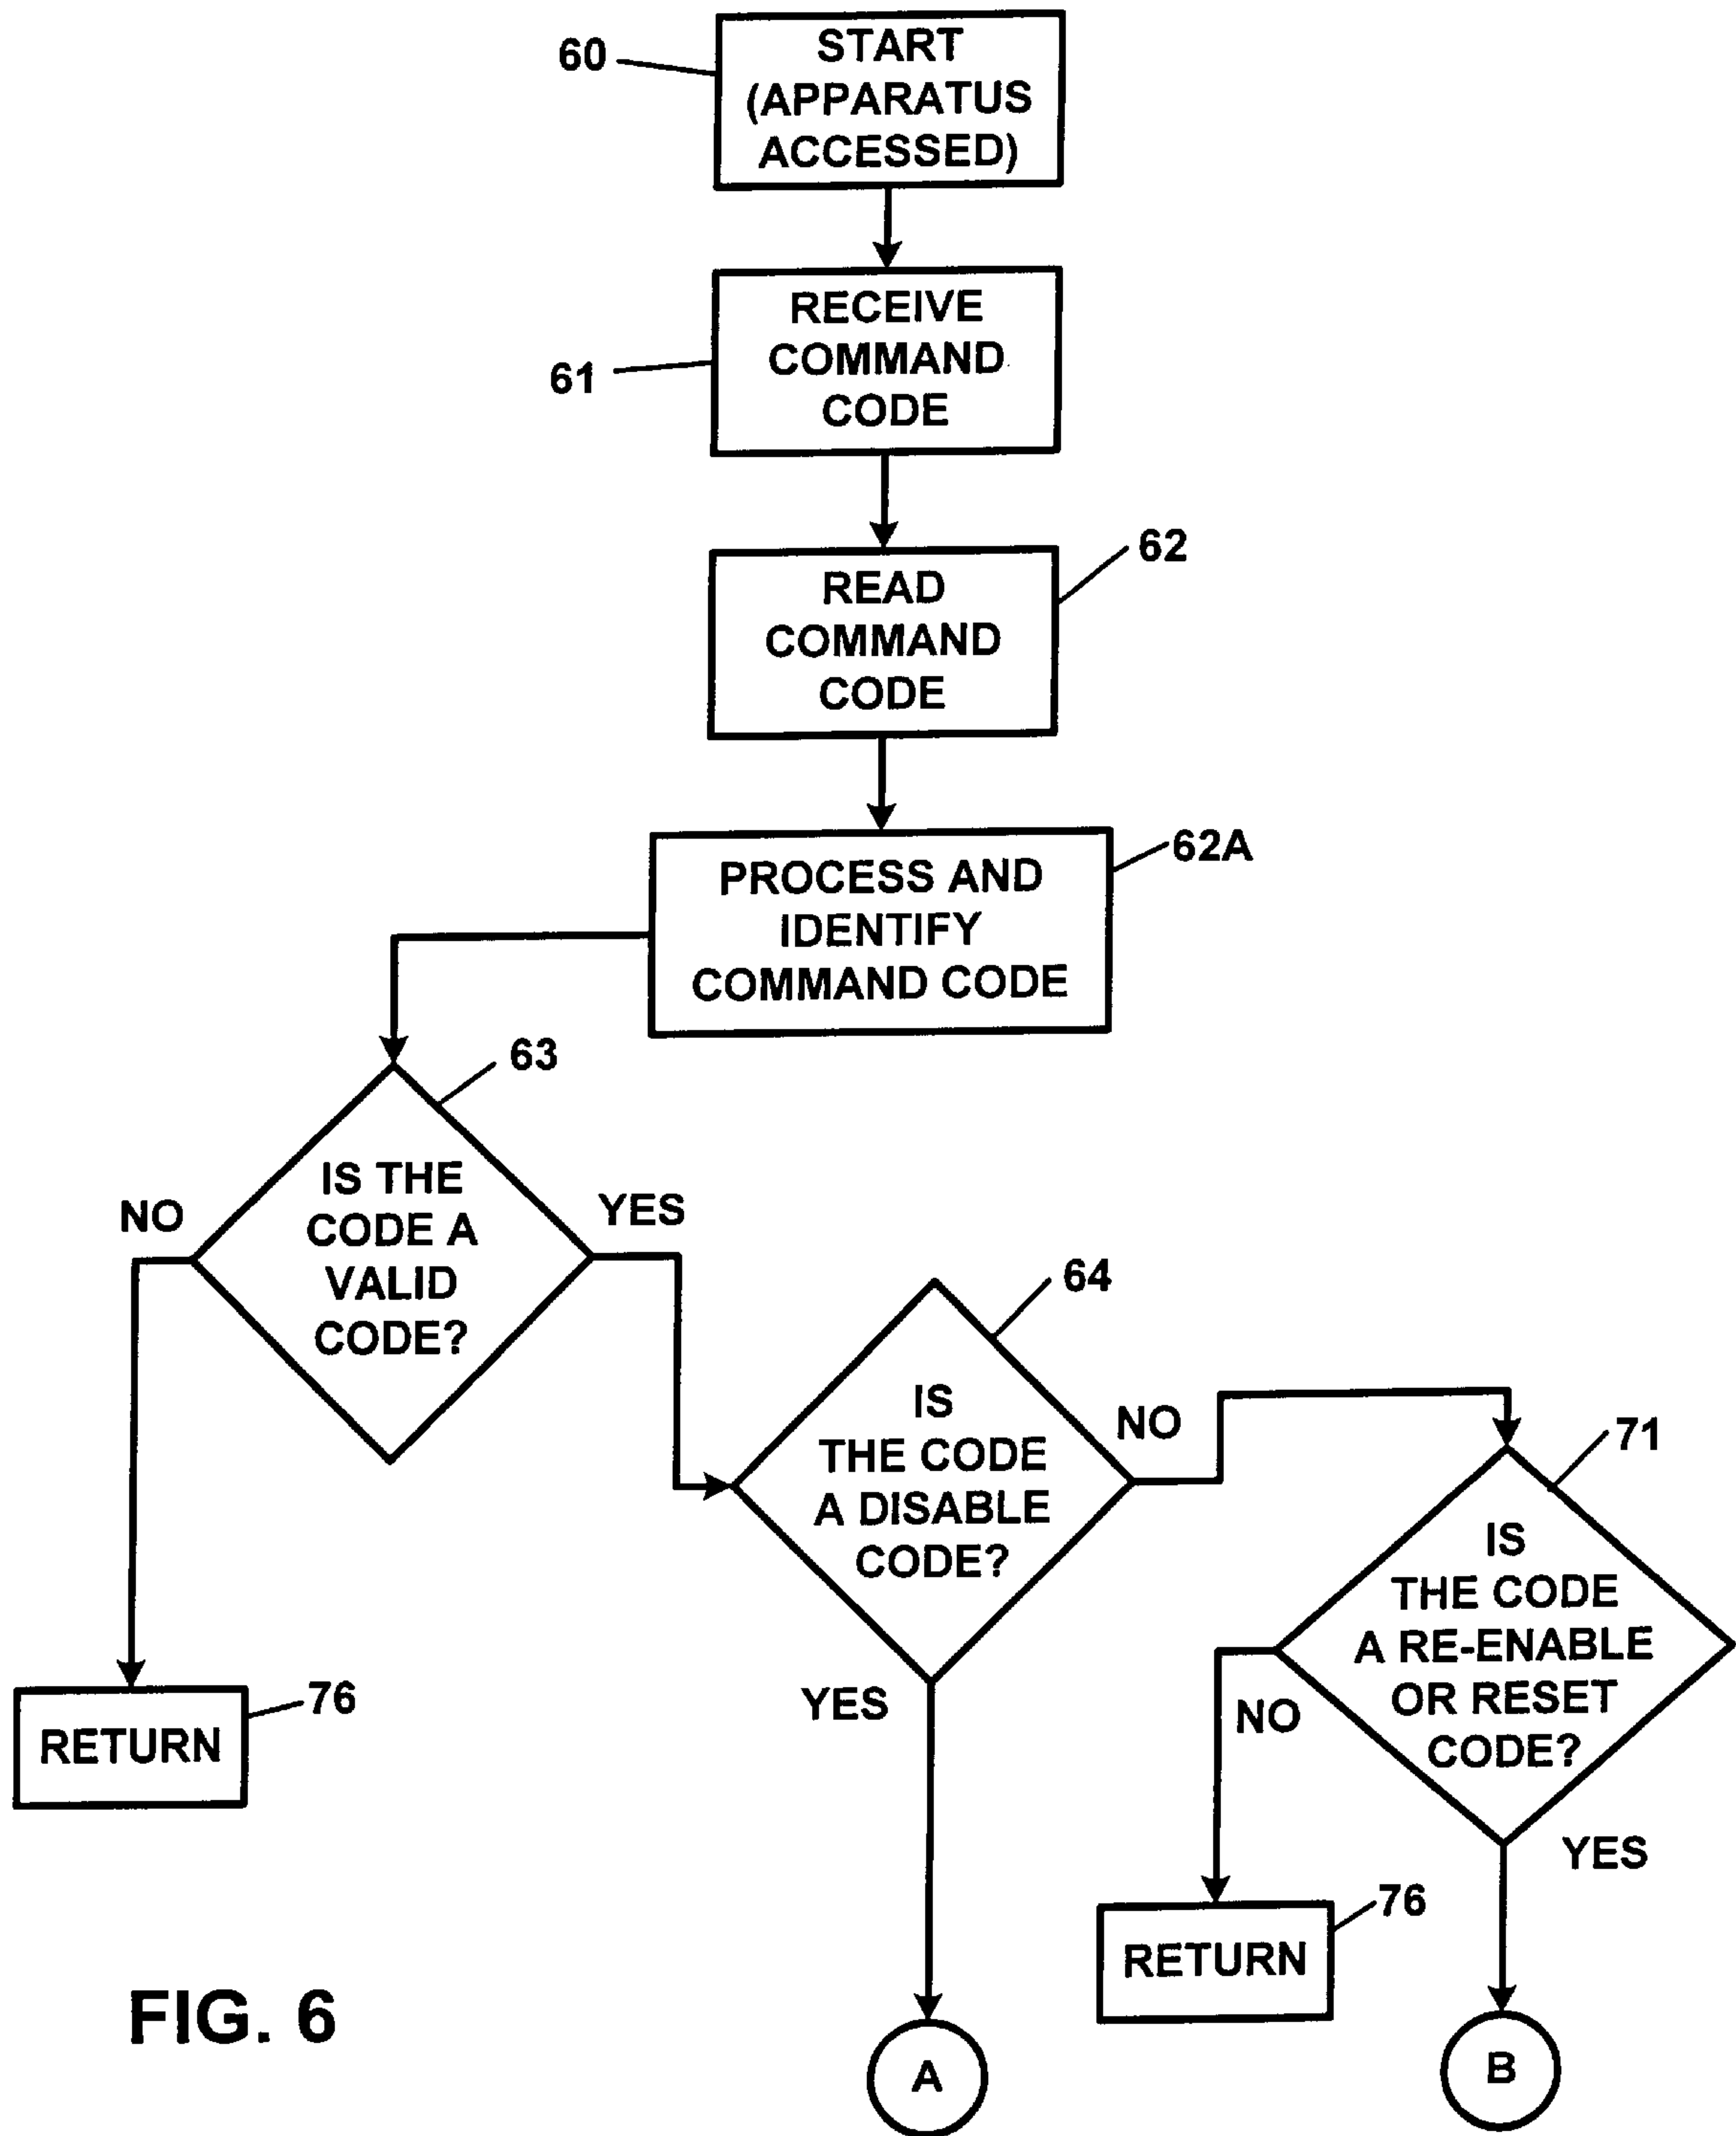 60
START
(APPARATUS
ACCESSED)
61
RECEIVE
COMMAND
CODE
62
READ
COMMAND
CODE
62A
PROCESS AND
IDENTIFY
COMMAND CODE
63
IS THE
CODE A
VALID
CODE?
NO
YES
64
IS
THE CODE
A DISABLE
CODE?
NO
YES
71
IS
THE CODE
A RE-ENABLE
OR RESET
CODE?
NO
YES
76
RETURN
76
RETURN
FIG. 6
A
B